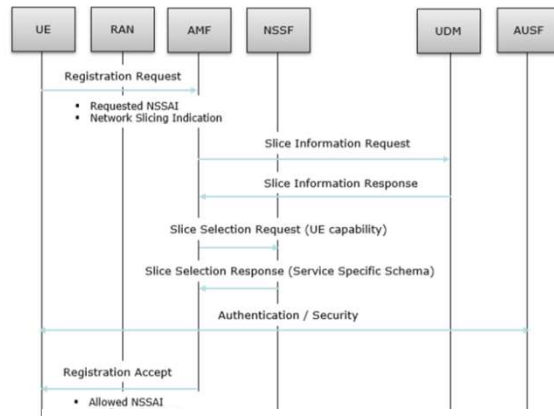 UE RAN AMF NSSF UDM AUSF
Registration Request
• Requested NSSAI
• Network Slicing Indication
Slice Information Request
Slice Information Response
Slice Selection Request (UE capability)
Slice Selection Response (Service Specific Schema)
Authentication / Security
Registration Accept
• Allowed NSSAI